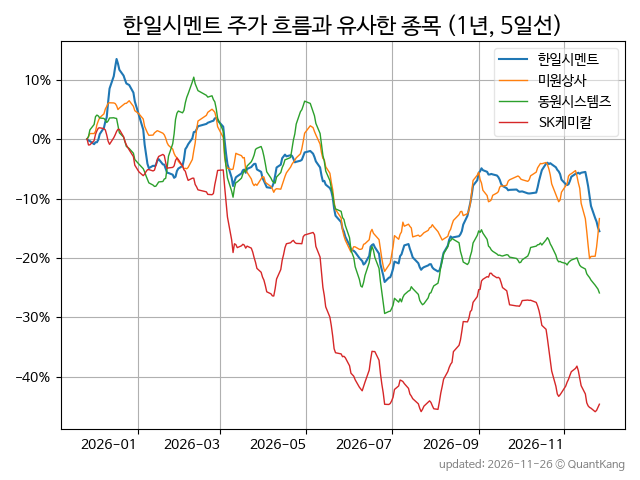 한일시멘트 주가 흐름과 유사한 종목 (1년, 5일선)
한일시멘트
미원상사
동원시스템즈
SK케미칼
10%
0%
−10%
−20%
−30%
−40%
2026-01
2026-03
2026-05
2026-07
2026-09
2026-11
updated: 2026-11-26 © QuantKang